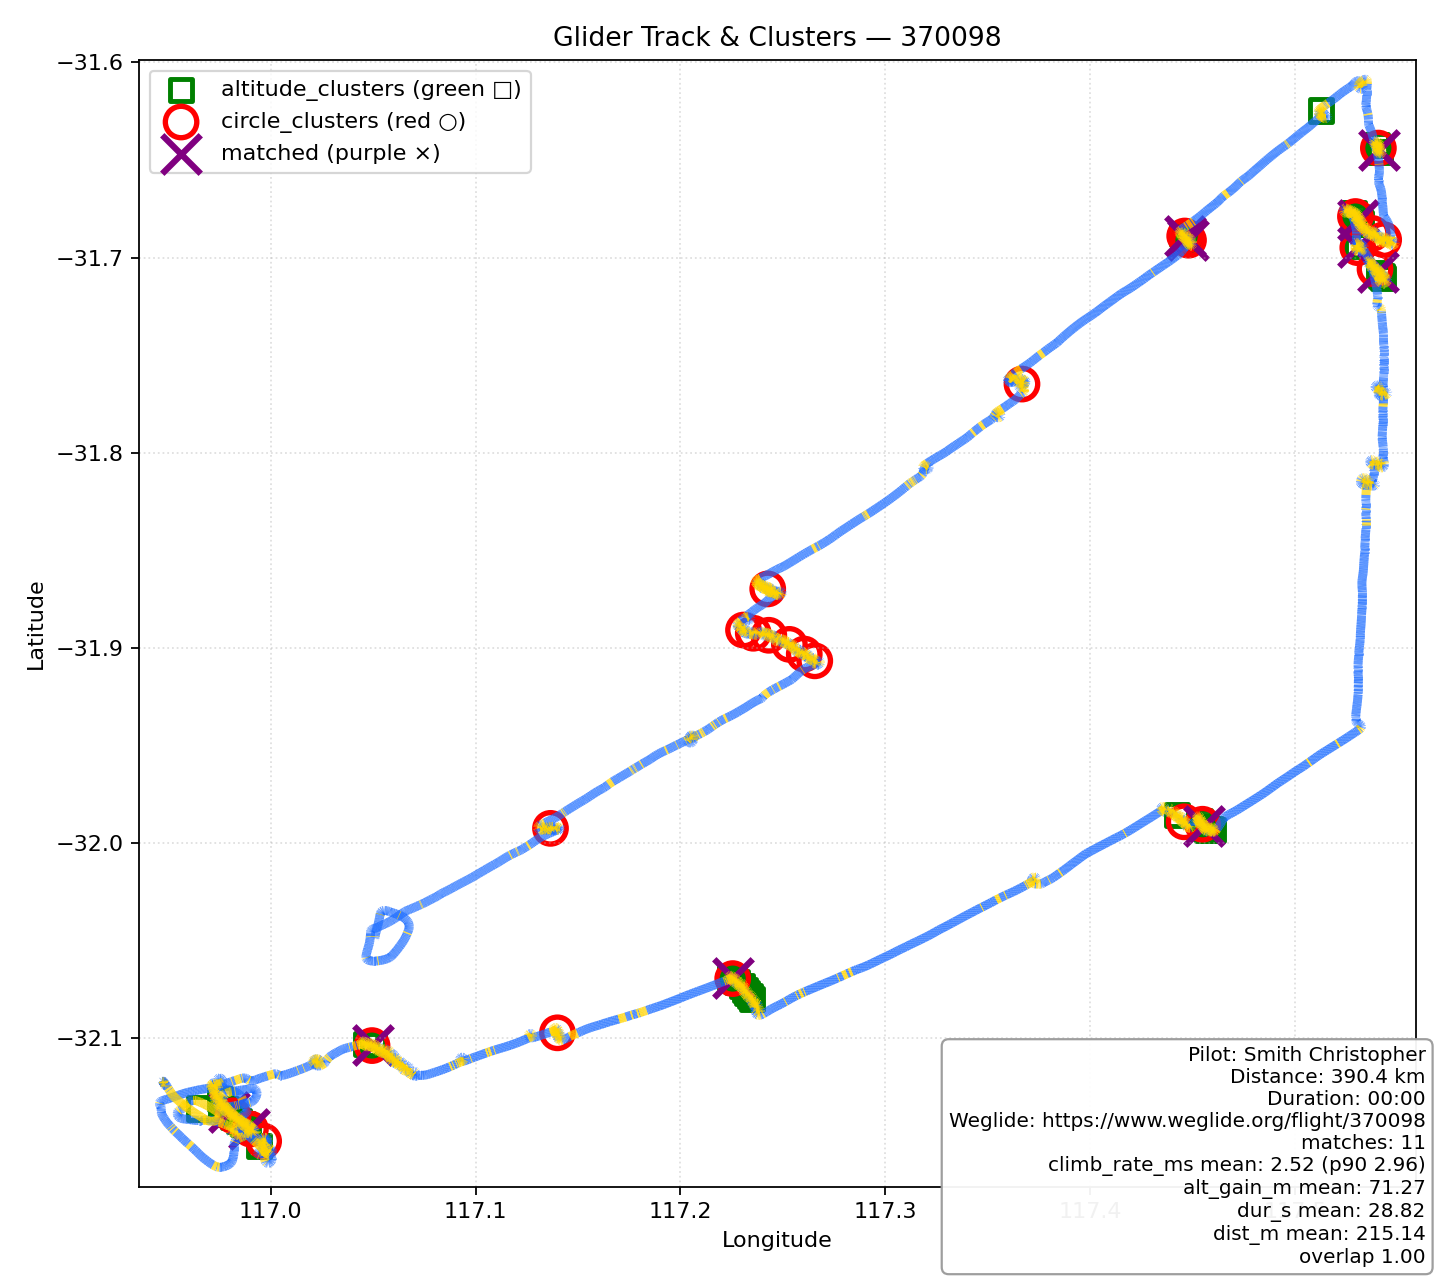 Glider Track & Clusters — 370098
altitude_clusters (green □)
circle_clusters (red ○)
matched (purple ×)
Latitude
−31.6
−31.7
−31.8
−31.9
−32.0
−32.1
117.0
117.1
117.2
117.3
117.4
Longitude
Pilot: Smith Christopher
Distance: 390.4 km
Duration: 00:00
Weglide: https://www.weglide.org/flight/370098
matches: 11
climb_rate_ms mean: 2.52 (p90 2.96)
alt_gain_m mean: 71.27
dur_s mean: 28.82
dist_m mean: 215.14
overlap 1.00